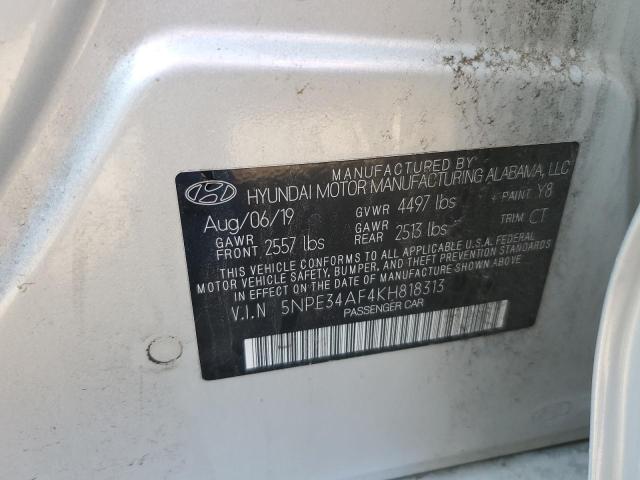 MANUFACTURED BY
HYUNDAI MOTOR MANUFACTURING ALABAMA, LLC
Aug/06/19 GVWR 4497 lbs PAINT Y8
GAWR FRONT 2557 lbs GAWR REAR 2513 lbs TRIM CT
THIS VEHICLE CONFORMS TO ALL APPLICABLE U.S.A. FEDERAL
MOTOR VEHICLE SAFETY, BUMPER, AND THEFT PREVENTION STANDARDS
IN EFFECT ON THE DATE OF MANUFACTURE SHOWN ABOVE.
V.I.N 5NPE34AF4KH818313
PASSENGER CAR